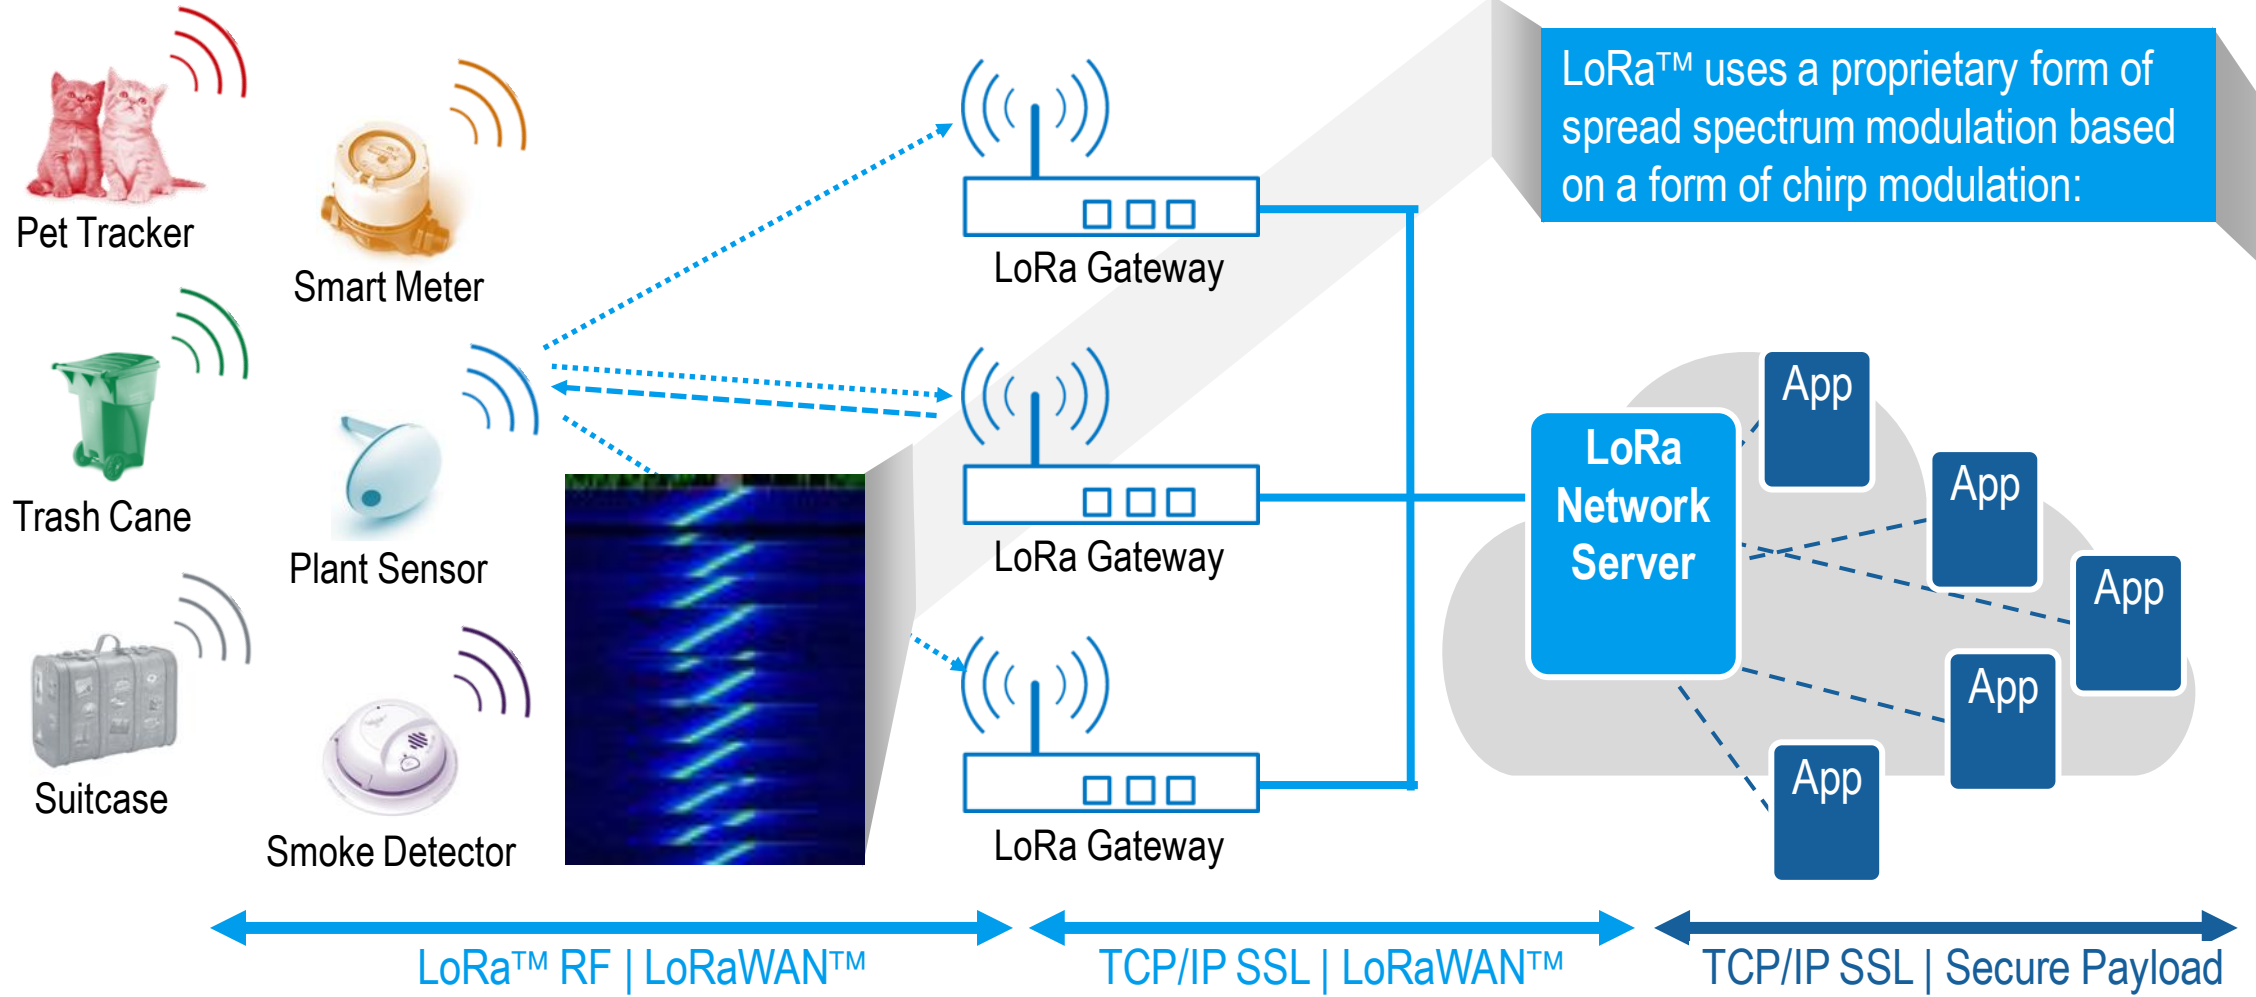 Pet Tracker
Smart Meter
Trash Cane
Plant Sensor
Suitcase
Smoke Detector
LoRa Gateway
LoRa Gateway
LoRa Gateway
LoRa™ uses a proprietary form of
spread spectrum modulation based
on a form of chirp modulation:
LoRa
Network
Server
App
App
App
App
App
LoRa™ RF | LoRaWAN™
TCP/IP SSL | LoRaWAN™
TCP/IP SSL | Secure Payload